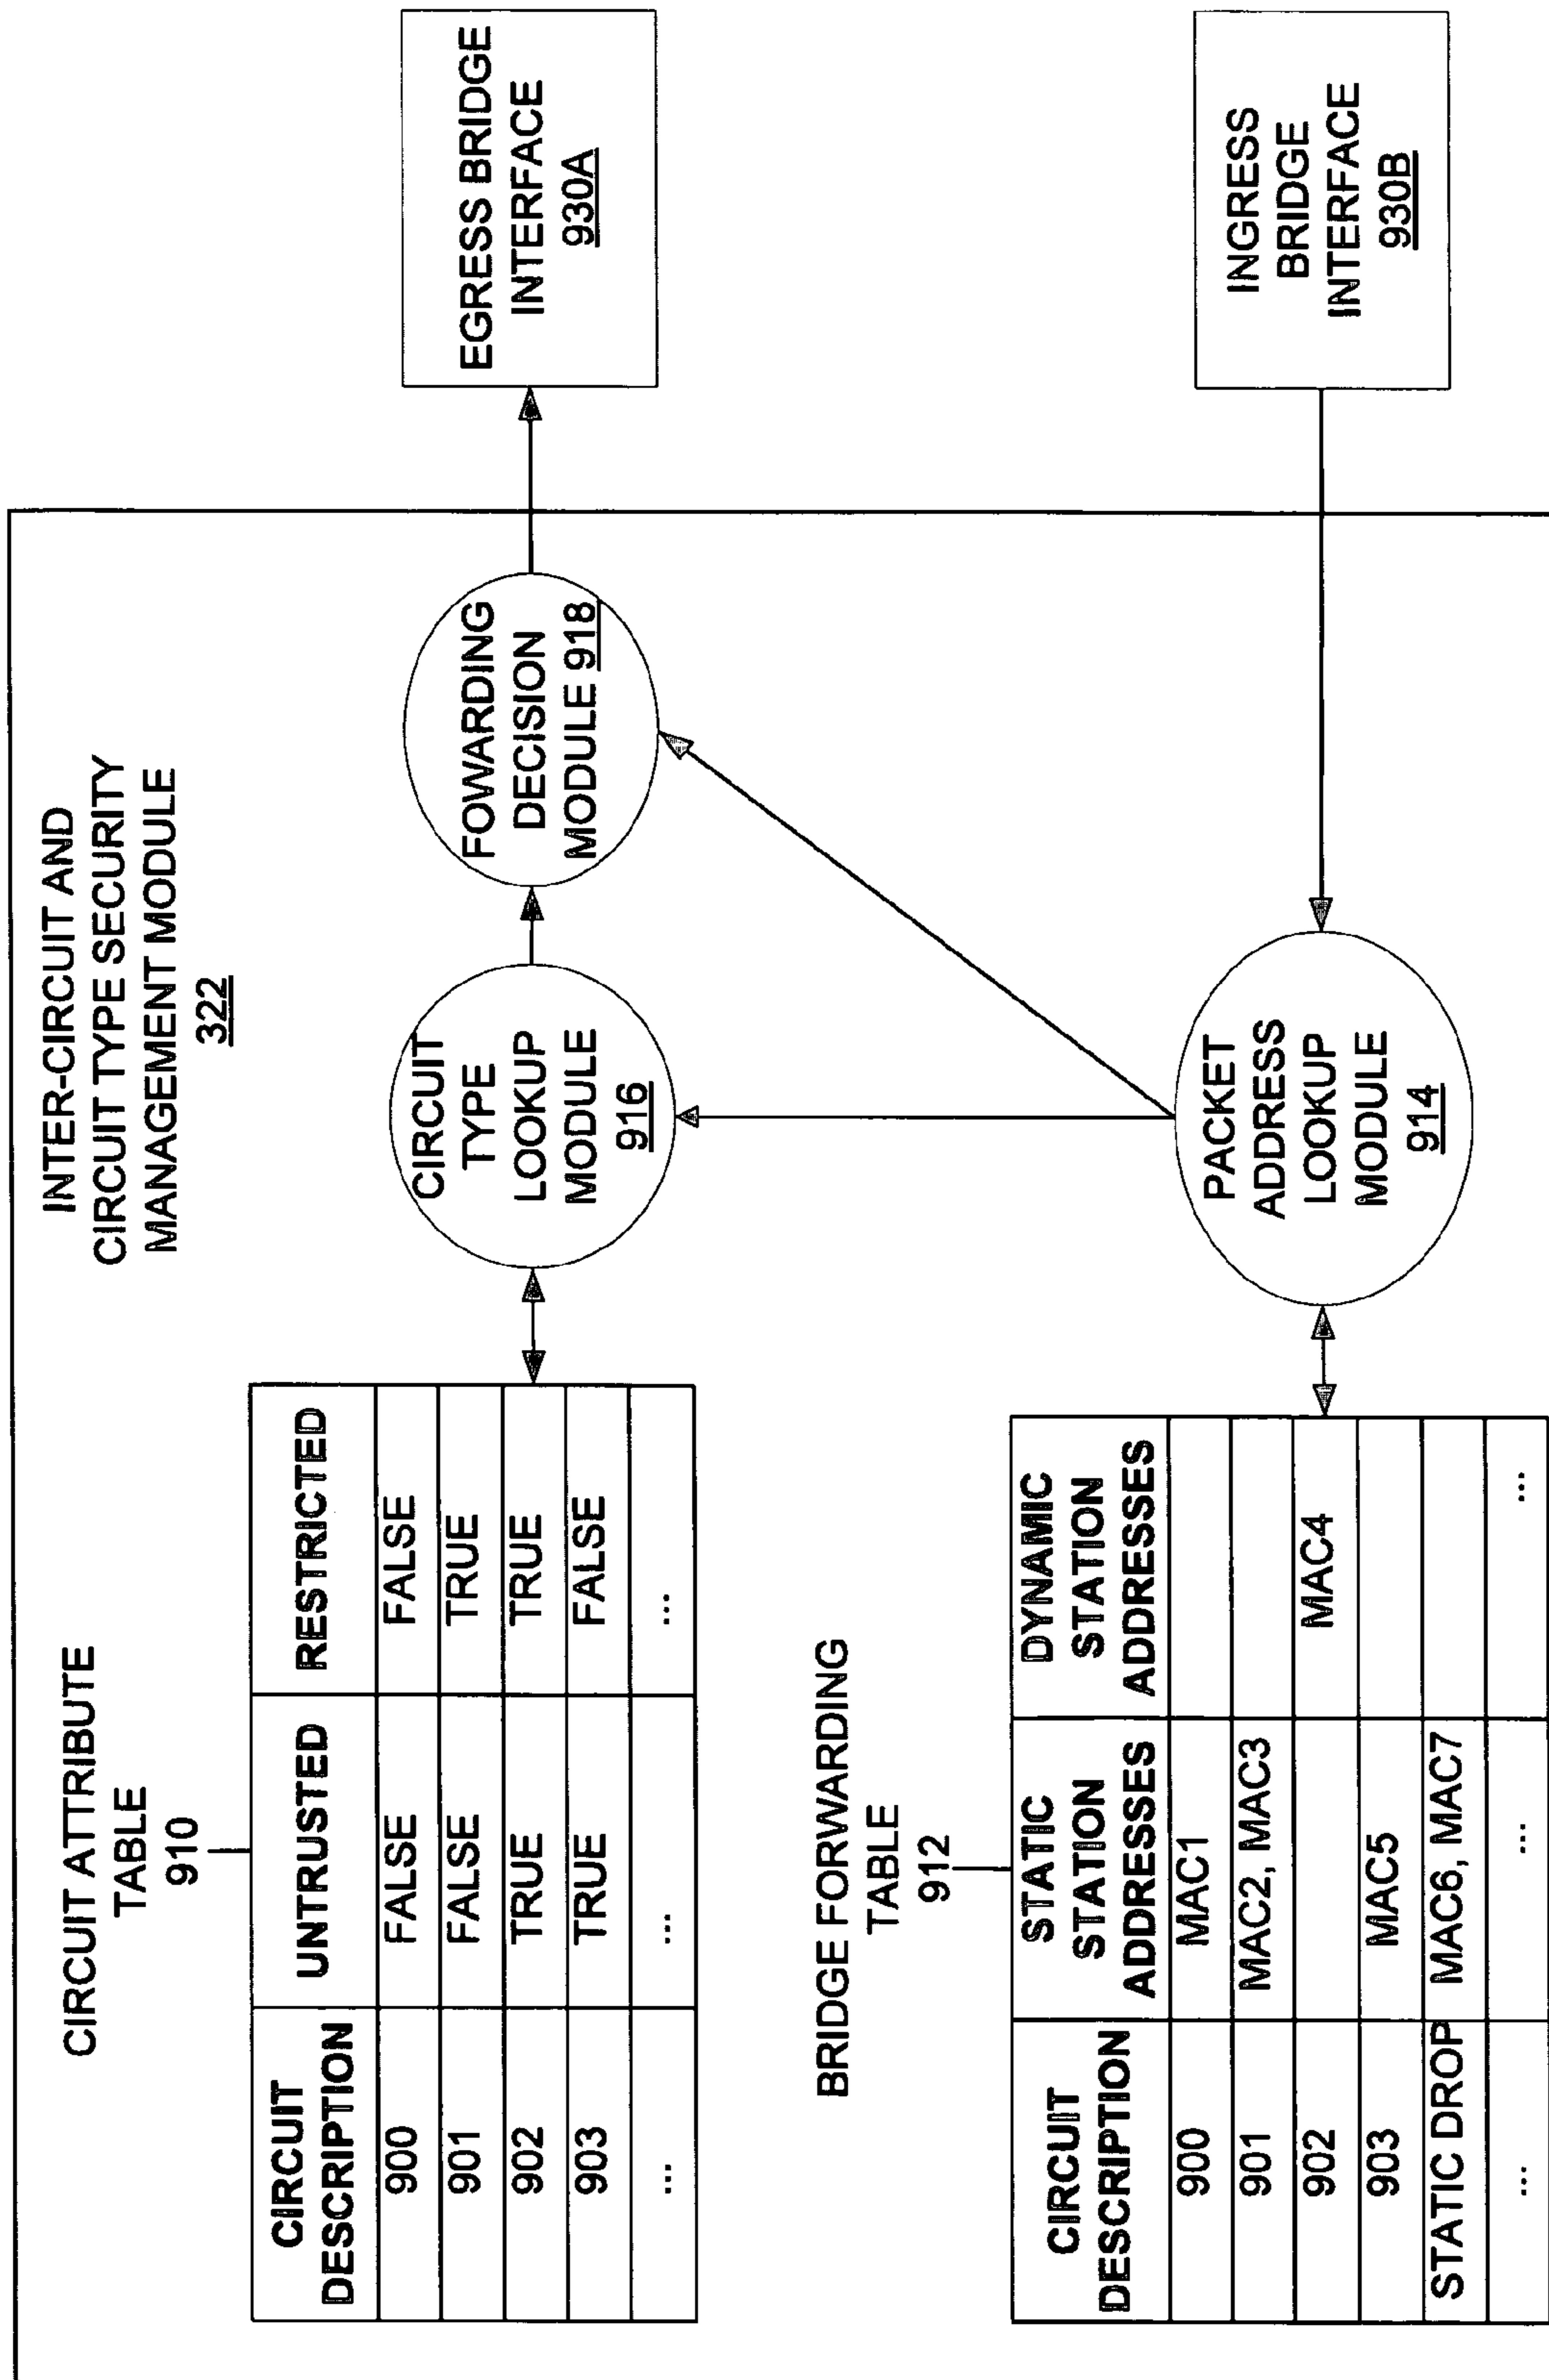 INTER-CIRCUIT AND
CIRCUIT TYPE SECURITY
MANAGEMENT MODULE
322
CIRCUIT ATTRIBUTE
TABLE
910
CIRCUIT DESCRIPTION UNTRUSTED RESTRICTED
900 FALSE FALSE
901 FALSE TRUE
902 TRUE TRUE
903 TRUE FALSE
... ... ...
CIRCUIT
TYPE
LOOKUP
MODULE
916
FOWARDING
DECISION
MODULE 918
EGRESS BRIDGE
INTERFACE
930A
BRIDGE FORWARDING
TABLE
912
CIRCUIT DESCRIPTION STATIC STATION ADDRESSES DYNAMIC STATION ADDRESSES
900 MAC1
901 MAC2, MAC3
902 MAC4
903 MAC5
STATIC DROP MAC6, MAC7
... ... ...
PACKET
ADDRESS
LOOKUP
MODULE
914
INGRESS
BRIDGE
INTERFACE
930B